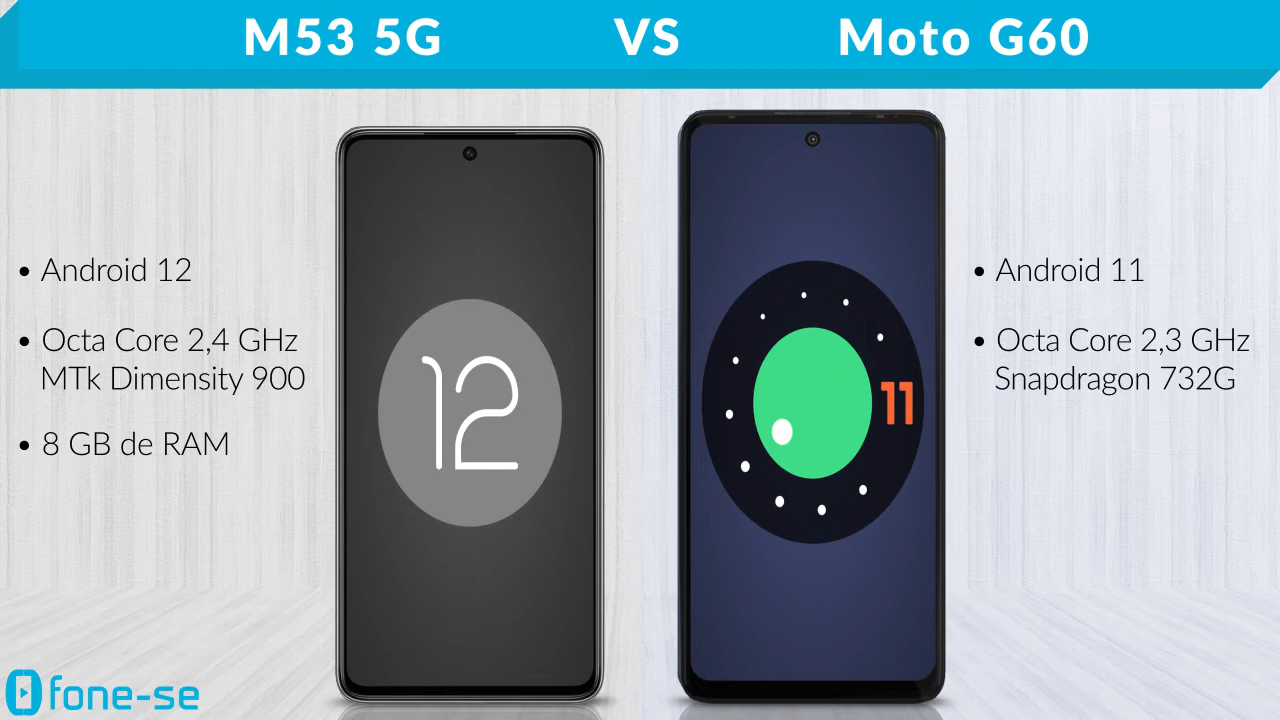 M53 5G VS Moto G60
• Android 12
• Octa Core 2,4 GHz
MTk Dimensity 900
• 8 GB de RAM
12
11
• Android 11
• Octa Core 2,3 GHz
Snapdragon 732G
fone-se